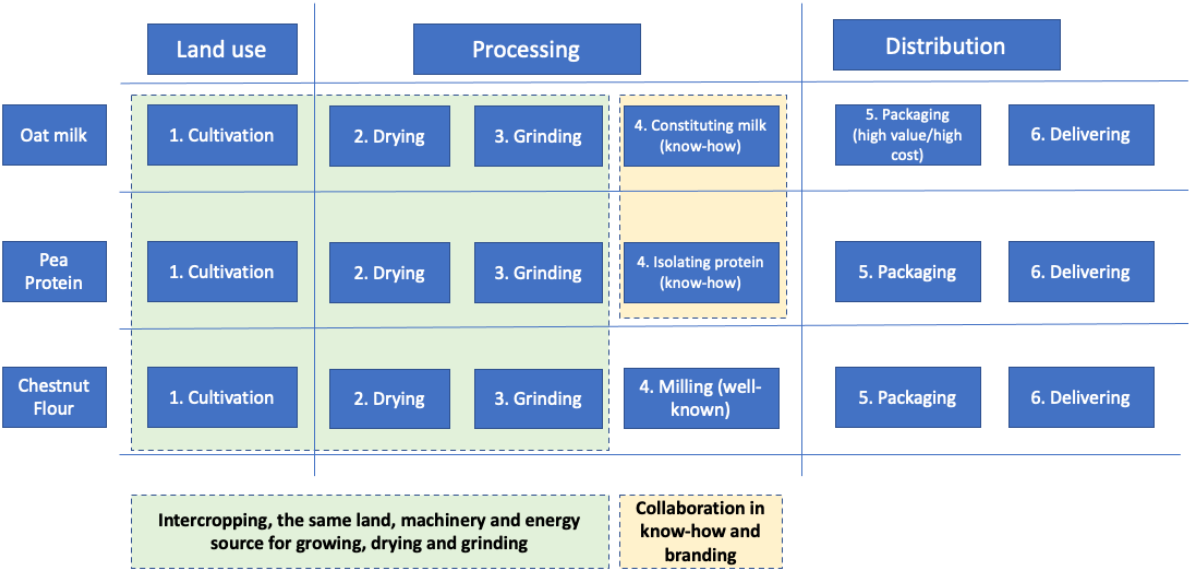 Land use
Processing
Distribution
Oat milk
1. Cultivation
2. Drying
3. Grinding
4. Constituting milk
(know-how)
5. Packaging
(high value/high
cost)
6. Delivering
Pea
Protein
1. Cultivation
2. Drying
3. Grinding
4. Isolating protein
(know-how)
5. Packaging
6. Delivering
Chestnut
Flour
1. Cultivation
2. Drying
3. Grinding
4. Milling (well-
known)
5. Packaging
6. Delivering
Intercropping, the same land, machinery and energy
source for growing, drying and grinding
Collaboration in
know-how and
branding